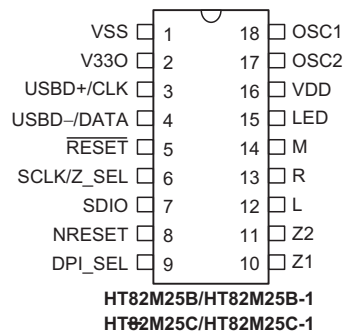 VSS 1 18 OSC1
V33O 2 17 OSC2
USBD+/CLK 3 16 VDD
USBD−/DATA 4 15 LED
RESET 5 14 M
SCLK/Z_SEL 6 13 R
SDIO 7 12 L
NRESET 8 11 Z2
DPI_SEL 9 10 Z1
HT82M25B/HT82M25B-1
HT82M25C/HT82M25C-1